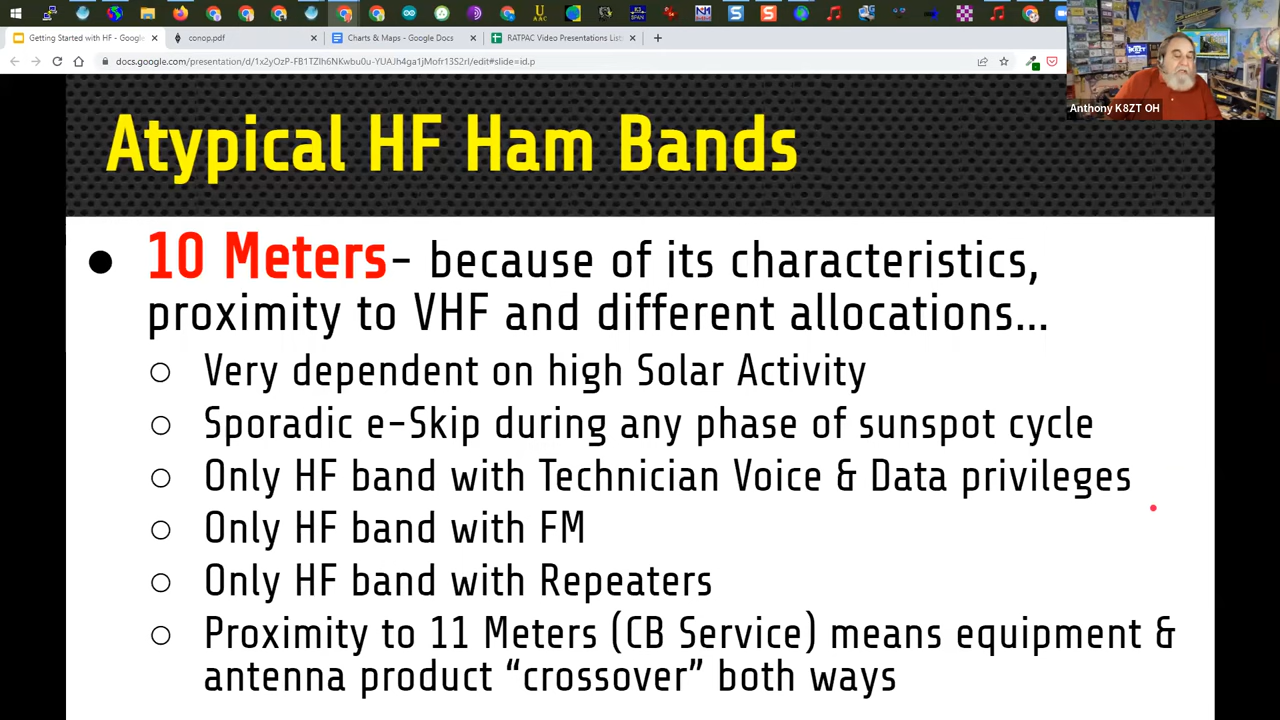 Getting Started with HF - Google
conop.pdf
Charts & Maps - Google Docs
RATPAC Video Presentations List
docs.google.com/presentation/d/1x2yOzP-FB1TZlh6NKwbu0u-YUAJh4ga1jMdtf13S2rI/edit#slide=id.p
Anthony K8ZT OH
Atypical HF Ham Bands
● 10 Meters- because of its characteristics,
proximity to VHF and different allocations...
○ Very dependent on high Solar Activity
○ Sporadic e-Skip during any phase of sunspot cycle
○ Only HF band with Technician Voice & Data privileges
○ Only HF band with FM
○ Only HF band with Repeaters
○ Proximity to 11 Meters (CB Service) means equipment &
antenna product “crossover” both ways